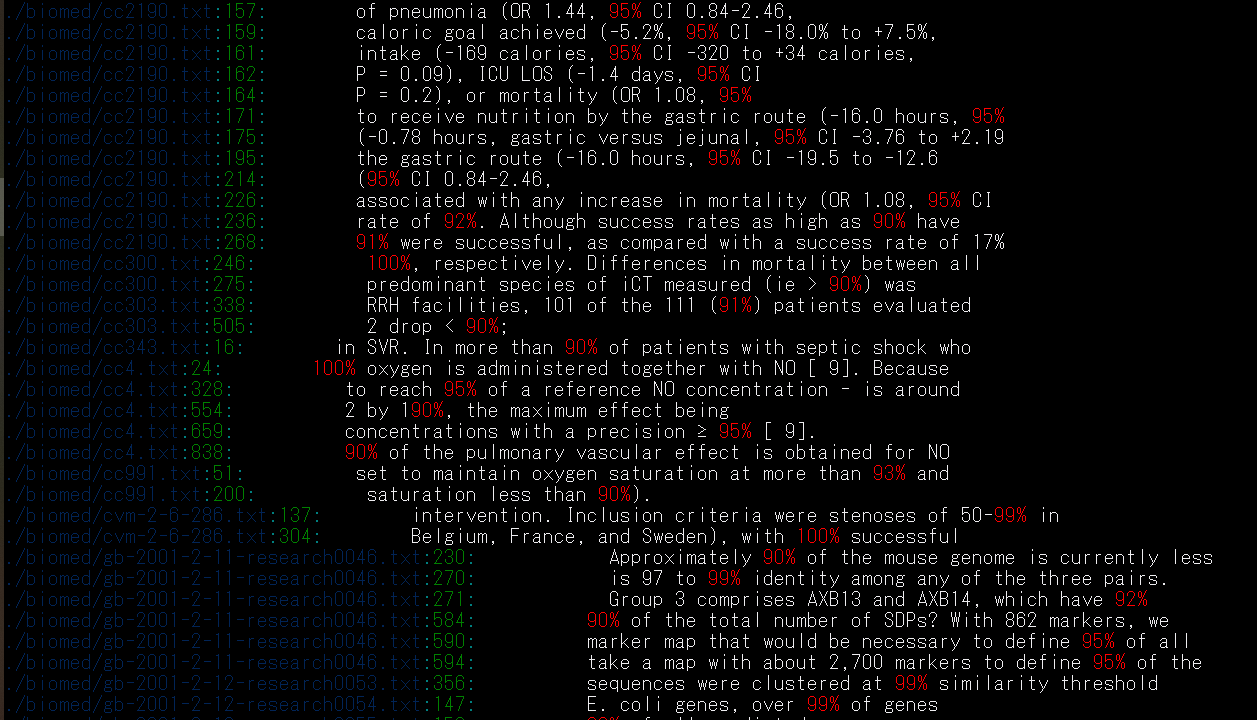 ./biomed/cc2190.txt:157: of pneumonia (OR 1.44, 95% CI 0.84-2.46,
./biomed/cc2190.txt:159: caloric goal achieved (-5.2%, 95% CI -18.0% to +7.5%,
./biomed/cc2190.txt:161: intake (-169 calories, 95% CI -320 to +34 calories,
./biomed/cc2190.txt:162: P = 0.09), ICU LOS (-1.4 days, 95% CI
./biomed/cc2190.txt:164: P = 0.2), or mortality (OR 1.08, 95%
./biomed/cc2190.txt:171: to receive nutrition by the gastric route (-16.0 hours, 95%
./biomed/cc2190.txt:175: (-0.78 hours, gastric versus jejunal, 95% CI -3.76 to +2.19
./biomed/cc2190.txt:195: the gastric route (-16.0 hours, 95% CI -19.5 to -12.6
./biomed/cc2190.txt:214: (95% CI 0.84-2.46,
./biomed/cc2190.txt:226: associated with any increase in mortality (OR 1.08, 95% CI
./biomed/cc2190.txt:236: rate of 92%. Although success rates as high as 90% have
./biomed/cc2190.txt:268: 91% were successful, as compared with a success rate of 17%
./biomed/cc300.txt:246: 100%, respectively. Differences in mortality between all
./biomed/cc300.txt:275: predominant species of iCT measured (ie > 90%) was
./biomed/cc303.txt:338: RRH facilities, 101 of the 111 (91%) patients evaluated
./biomed/cc303.txt:505: 2 drop < 90%;
./biomed/cc343.txt:16: in SVR. In more than 90% of patients with septic shock who
./biomed/cc4.txt:24: 100% oxygen is administered together with NO [ 9]. Because
./biomed/cc4.txt:328: to reach 95% of a reference NO concentration - is around
./biomed/cc4.txt:554: 2 by 190%, the maximum effect being
./biomed/cc4.txt:659: concentrations with a precision ≥ 95% [ 9].
./biomed/cc4.txt:838: 90% of the pulmonary vascular effect is obtained for NO
./biomed/cc991.txt:51: set to maintain oxygen saturation at more than 93% and
./biomed/cc991.txt:200: saturation less than 90%).
./biomed/cvm-2-6-286.txt:137: intervention. Inclusion criteria were stenoses of 50-99% in
./biomed/cvm-2-6-286.txt:304: Belgium, France, and Sweden), with 100% successful
./biomed/gb-2001-2-11-research0046.txt:230: Approximately 90% of the mouse genome is currently less
./biomed/gb-2001-2-11-research0046.txt:270: is 97 to 99% identity among any of the three pairs.
./biomed/gb-2001-2-11-research0046.txt:271: Group 3 comprises AXB13 and AXB14, which have 92%
./biomed/gb-2001-2-11-research0046.txt:584: 90% of the total number of SDPs? With 862 markers, we
./biomed/gb-2001-2-11-research0046.txt:590: marker map that would be necessary to define 95% of all
./biomed/gb-2001-2-11-research0046.txt:594: take a map with about 2,700 markers to define 95% of the
./biomed/gb-2001-2-12-research0053.txt:356: sequences were clustered at 99% similarity threshold
./biomed/gb-2001-2-12-research0054.txt:147: E. coli genes, over 99% of genes